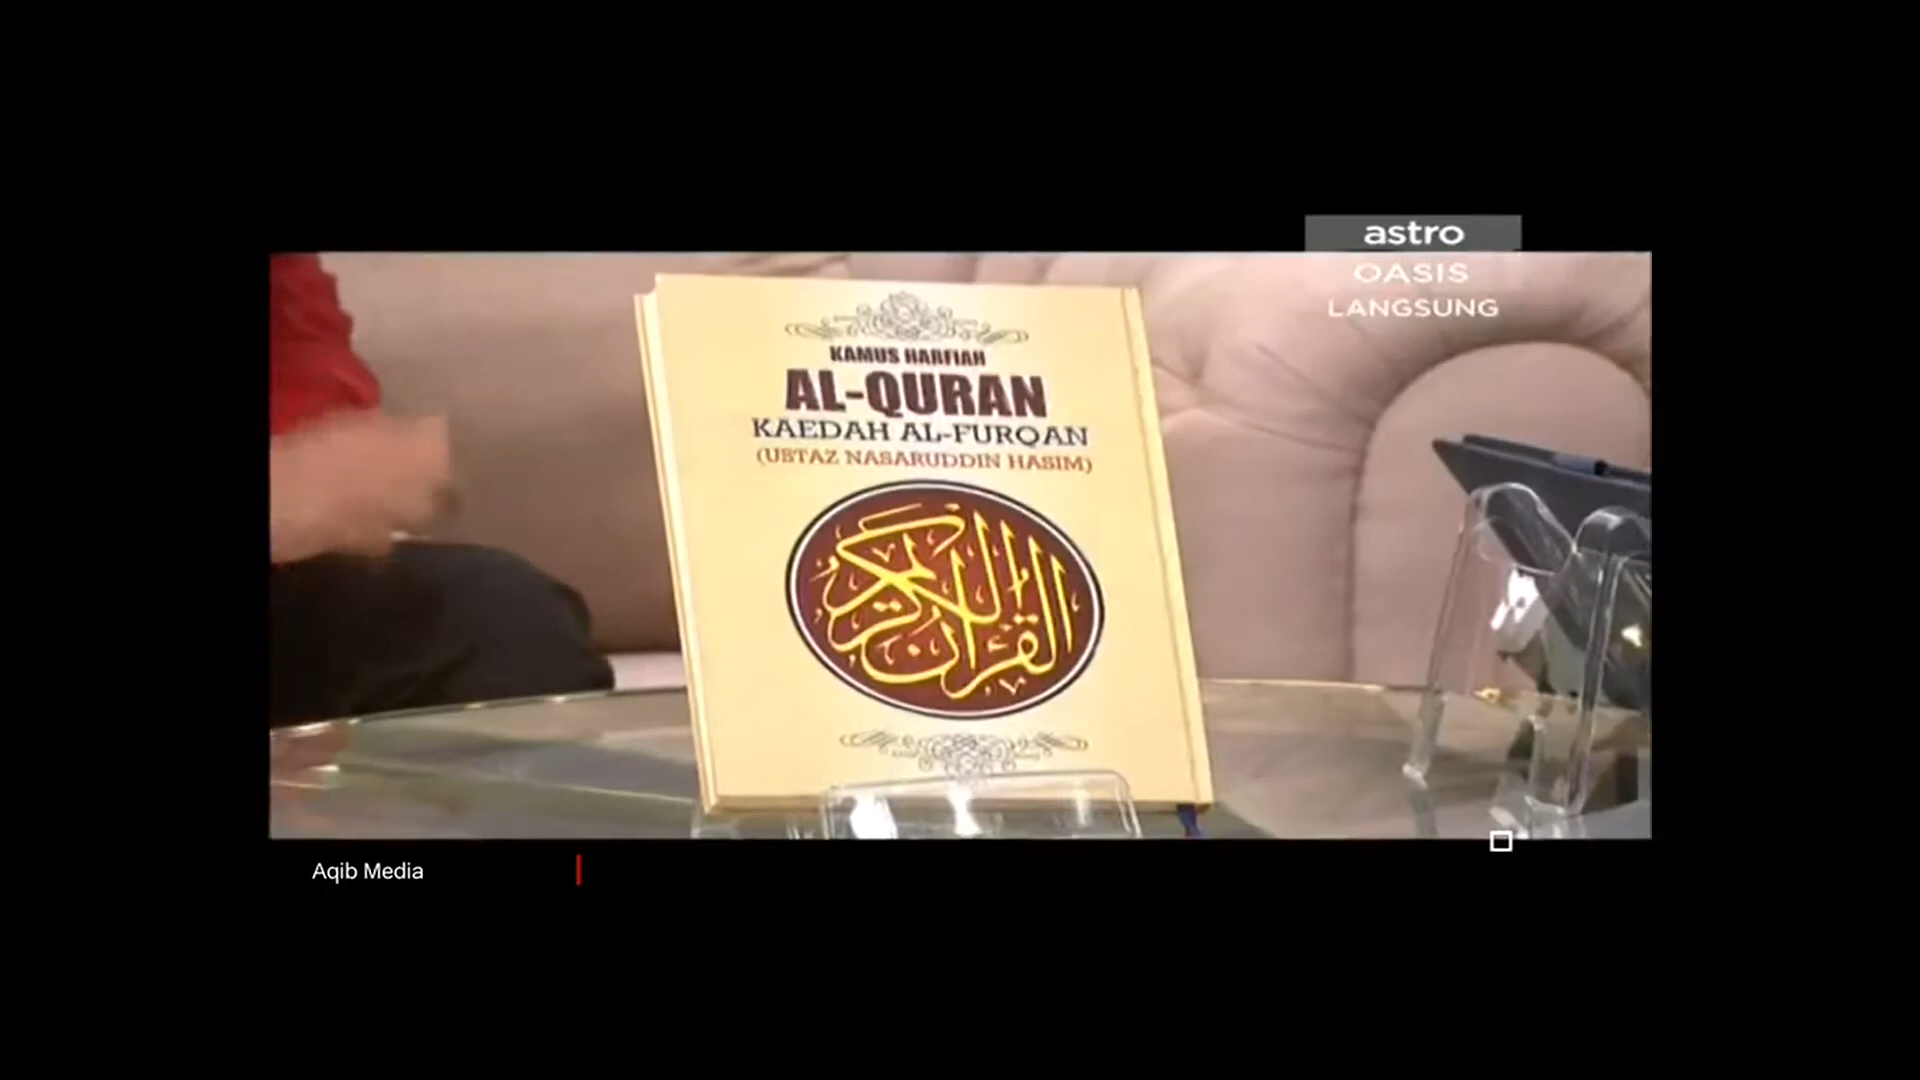 astro
OASIS
LANGSUNG
KAMUS HARFIAH
AL-QURAN
KAEDAH AL-FURQAN
(USTAZ NASARUDDIN HASIM)
القرآن الكريم
Aqib Media